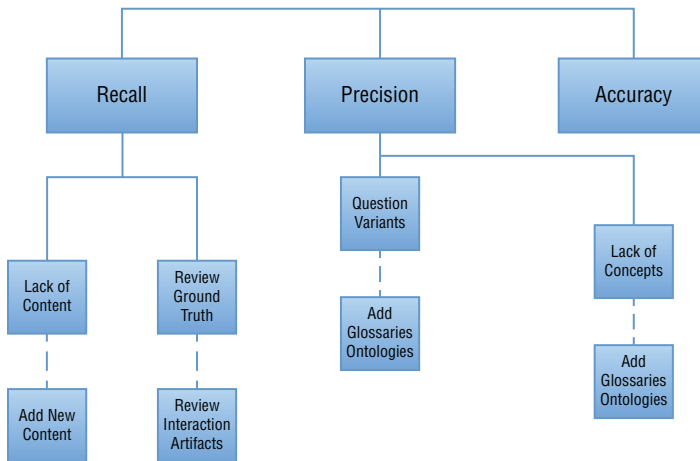 Recall
Precision
Accuracy
Question
Variants
Lack of
Content
Review
Ground
Truth
Lack of
Concepts
Add
Glossaries
Ontologies
Add New
Content
Review
Interaction
Artifacts
Add
Glossaries
Ontologies